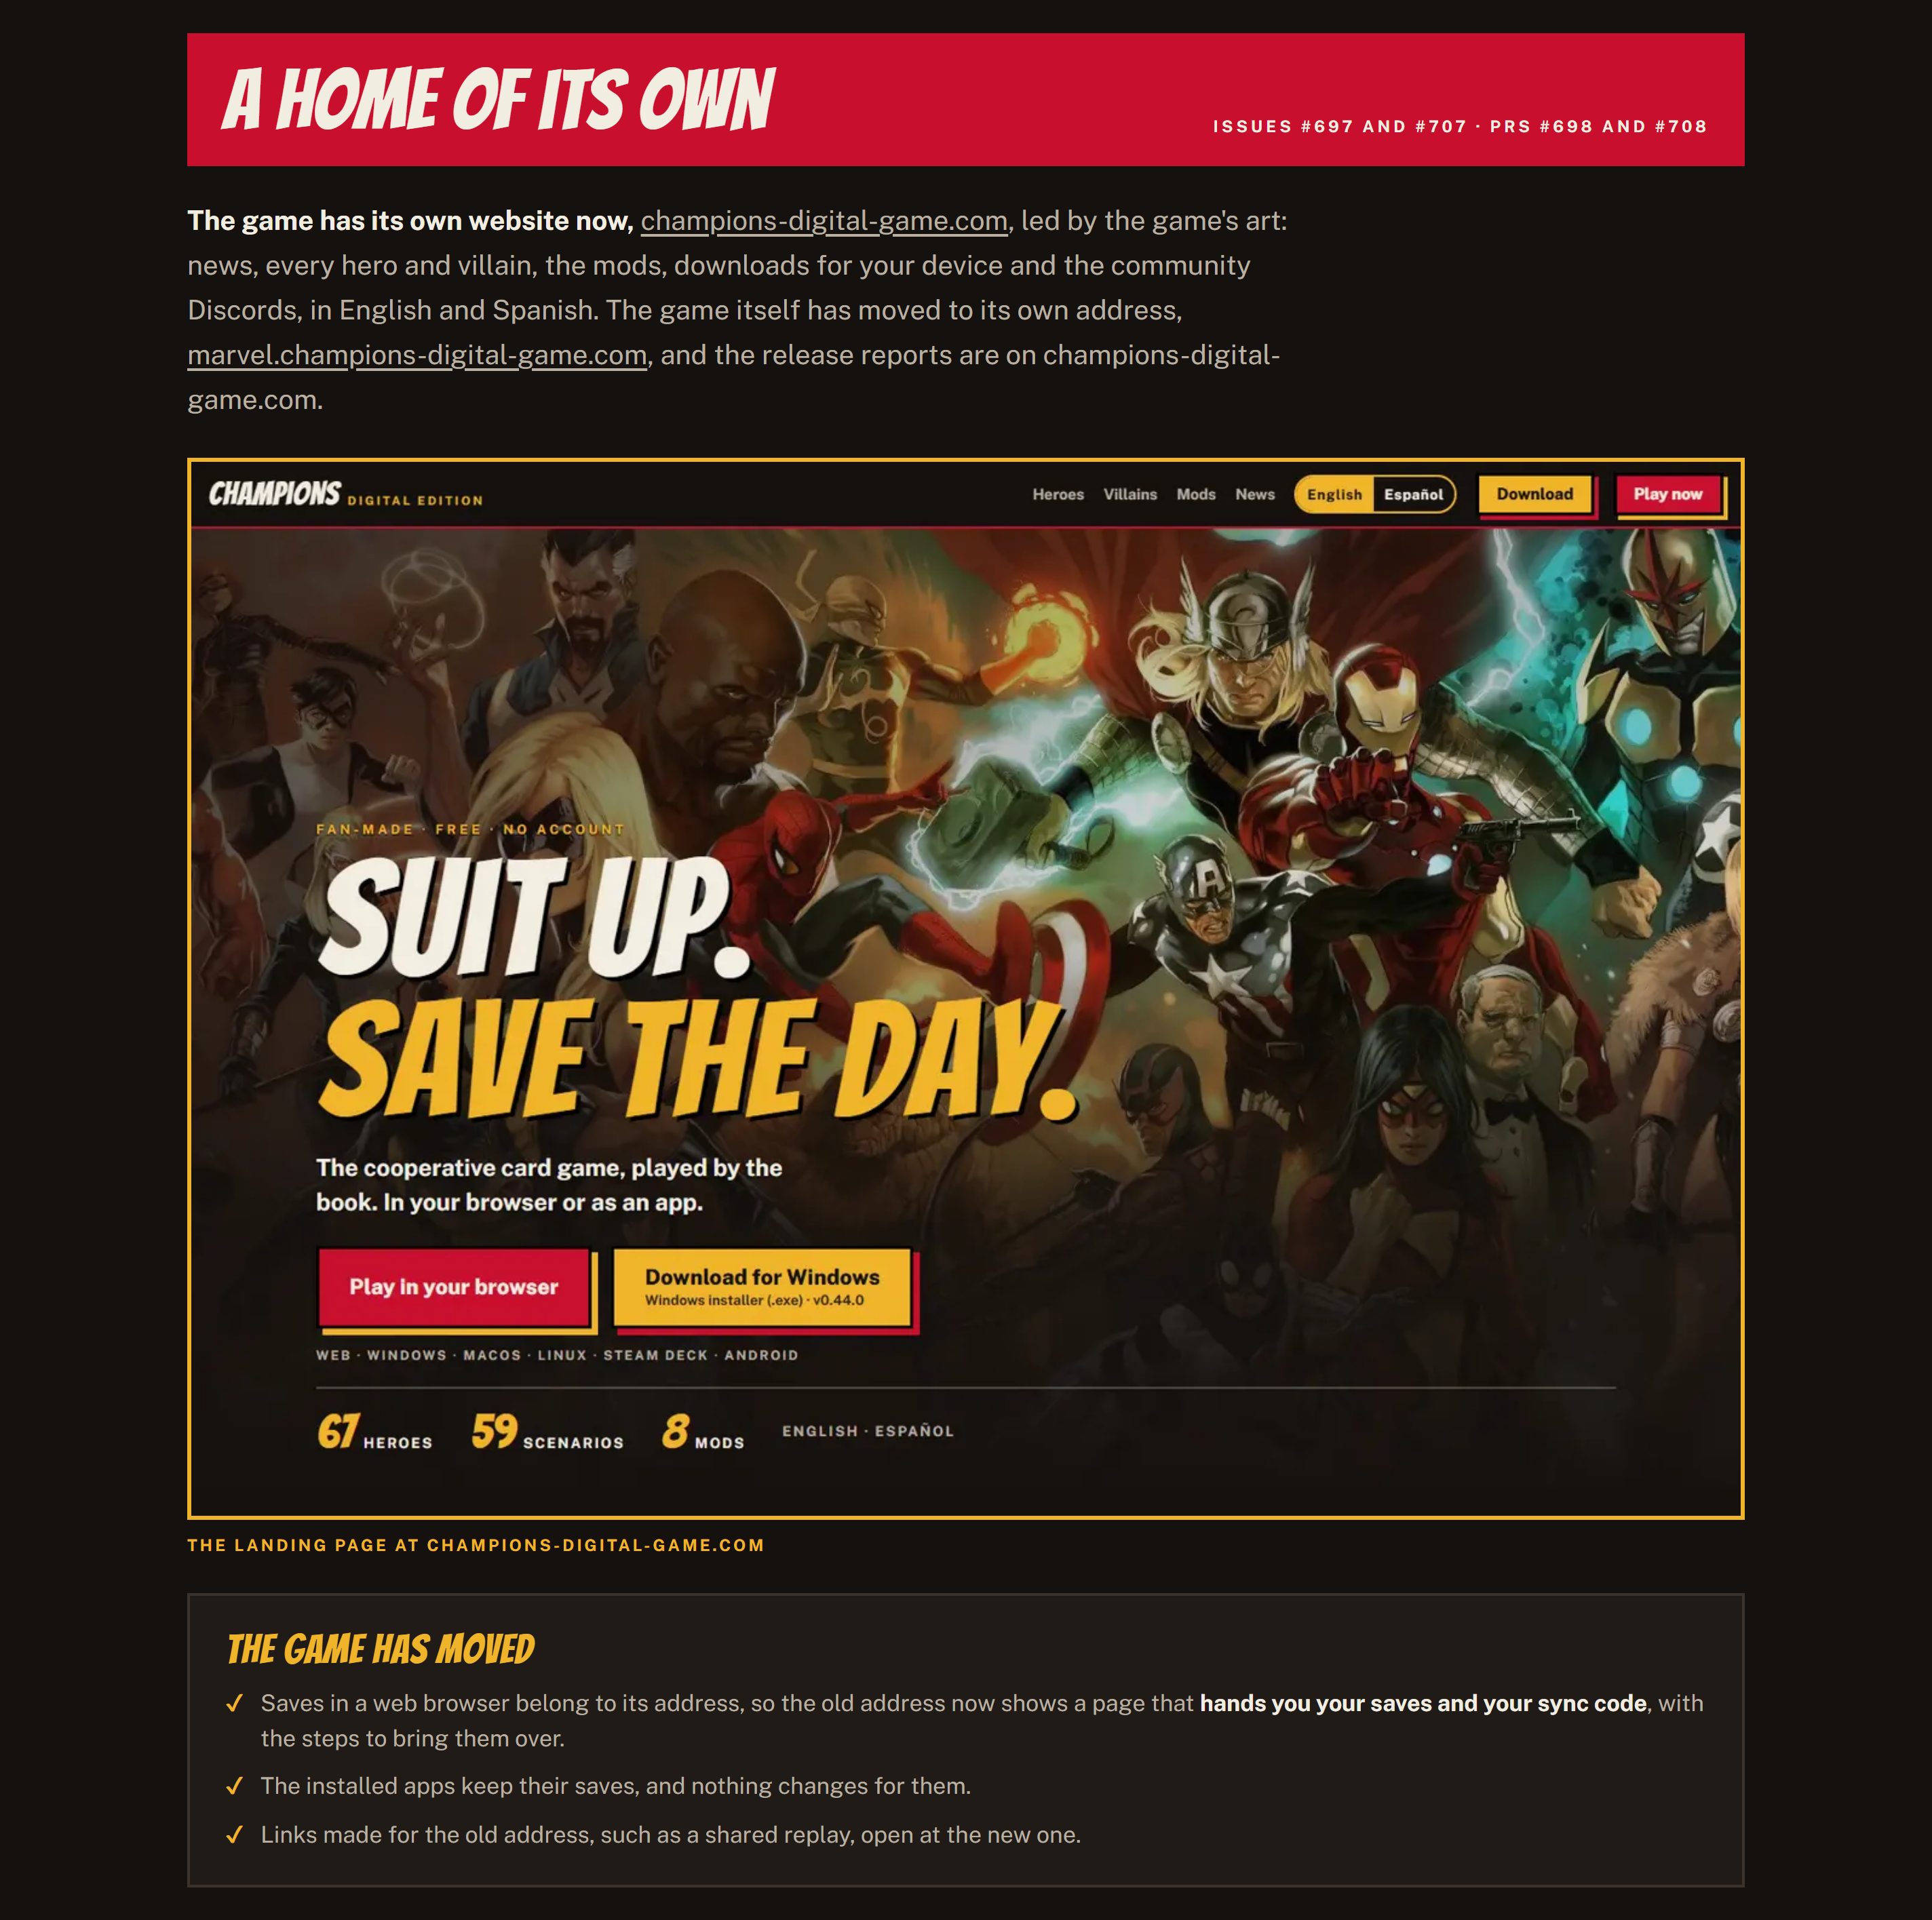 A HOME OF ITS OWN
ISSUES #697 AND #707 · PRS #698 AND #708
The game has its own website now, champions-digital-game.com, led by the game's art:
news, every hero and villain, the mods, downloads for your device and the community
Discords, in English and Spanish. The game itself has moved to its own address,
marvel.champions-digital-game.com, and the release reports are on champions-digital-
game.com.
CHAMPIONS DIGITAL EDITION
Heroes Villains Mods News English Español Download Play now
FAN-MADE · FREE · NO ACCOUNT
SUIT UP.
SAVE THE DAY.
The cooperative card game, played by the
book. In your browser or as an app.
Play in your browser
Download for Windows
Windows installer (.exe) · v0.44.0
WEB · WINDOWS · MACOS · LINUX · STEAM DECK · ANDROID
67 HEROES 59 SCENARIOS 8 MODS ENGLISH · ESPAÑOL
THE LANDING PAGE AT CHAMPIONS-DIGITAL-GAME.COM
THE GAME HAS MOVED
✓ Saves in a web browser belong to its address, so the old address now shows a page that hands you your saves and your sync code, with
the steps to bring them over.
✓ The installed apps keep their saves, and nothing changes for them.
✓ Links made for the old address, such as a shared replay, open at the new one.